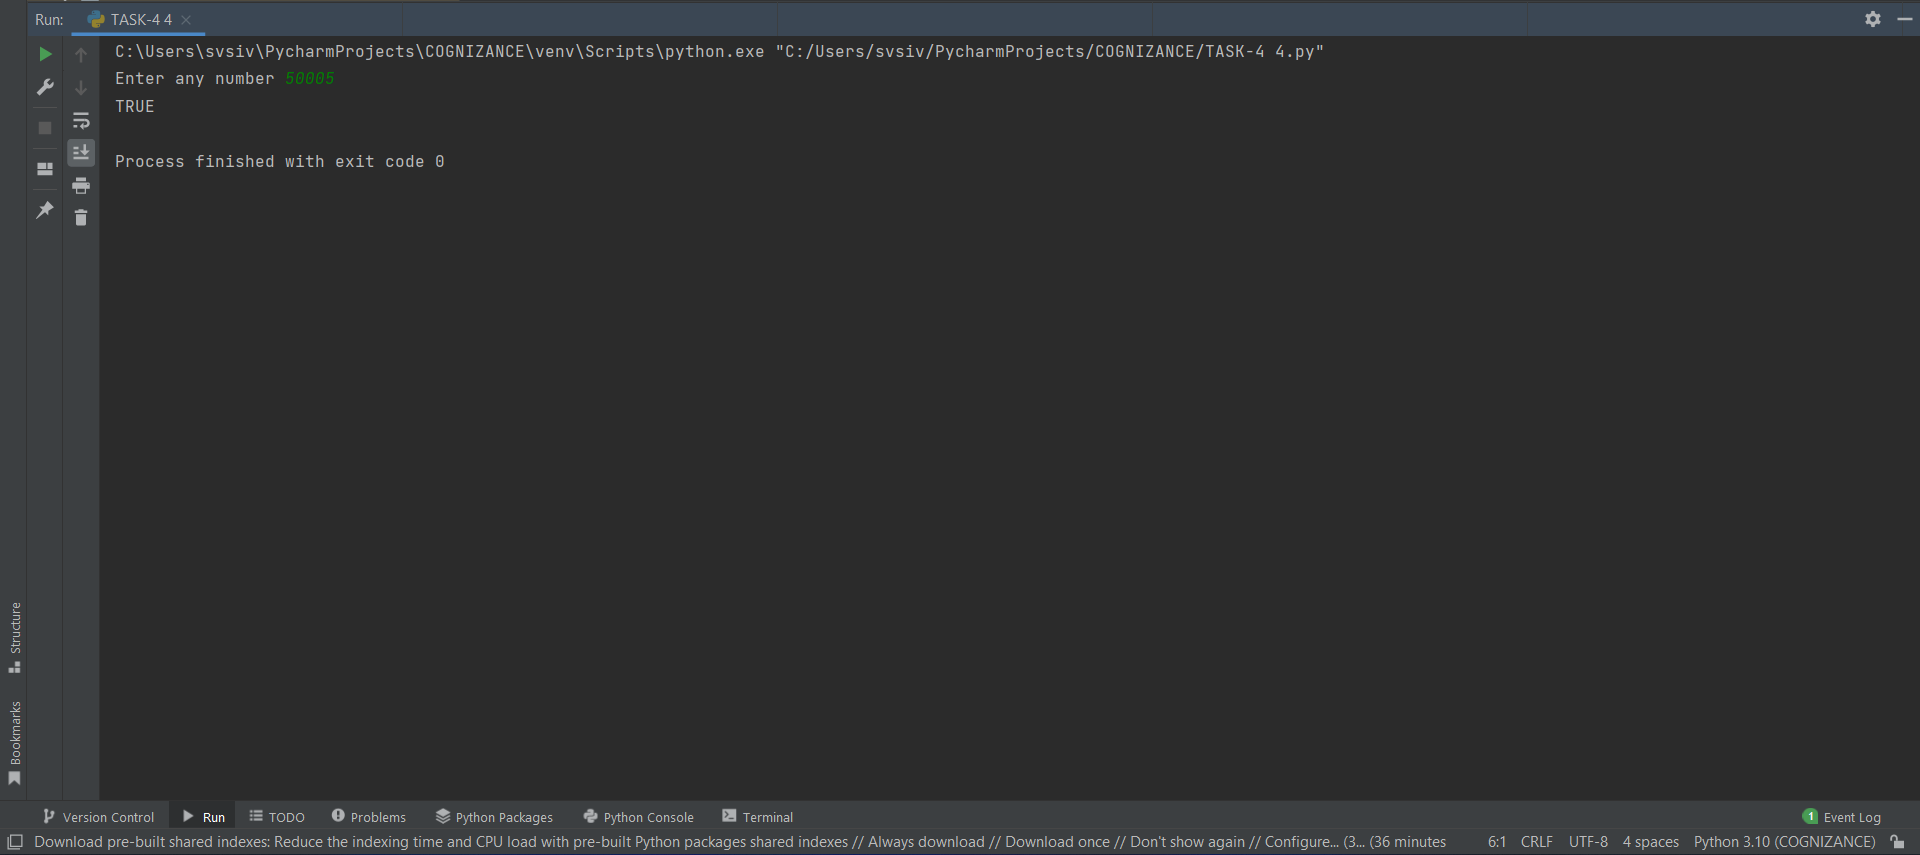 Run: TASK-4 4
C:\Users\svsiv\PycharmProjects\COGNIZANCE\venv\Scripts\python.exe "C:/Users/svsiv/PycharmProjects/COGNIZANCE/TASK-4 4.py"
Enter any number 50005
TRUE
Process finished with exit code 0
Structure
Bookmarks
Version Control Run TODO Problems Python Packages Python Console Terminal 1 Event Log
Download pre-built shared indexes: Reduce the indexing time and CPU load with pre-built Python packages shared indexes // Always download // Download once // Don't show again // Configure... (3... (36 minutes 6:1 CRLF UTF-8 4 spaces Python 3.10 (COGNIZANCE)